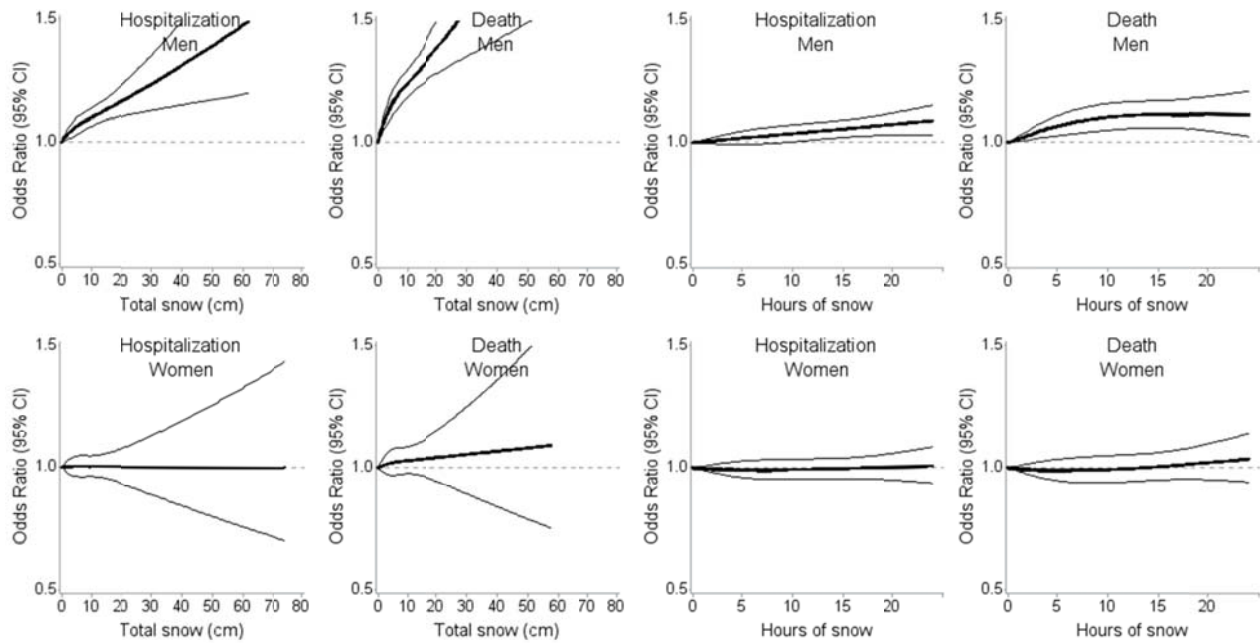 Hospitalization
Men
1.5
1.0
0.5
Odds Ratio (95% CI)
0 10 20 30 40 50 60 70 80
Total snow (cm)
Death
Men
1.5
1.0
0.5
Odds Ratio (95% CI)
0 10 20 30 40 50 60 70 80
Total snow (cm)
Hospitalization
Men
1.5
1.0
0.5
Odds Ratio (95% CI)
0 5 10 15 20
Hours of snow
Death
Men
1.5
1.0
0.5
Odds Ratio (95% CI)
0 5 10 15 20
Hours of snow
Hospitalization
Women
1.5
1.0
0.5
Odds Ratio (95% CI)
0 10 20 30 40 50 60 70 80
Total snow (cm)
Death
Women
1.5
1.0
0.5
Odds Ratio (95% CI)
0 10 20 30 40 50 60 70 80
Total snow (cm)
Hospitalization
Women
1.5
1.0
0.5
Odds Ratio (95% CI)
0 5 10 15 20
Hours of snow
Death
Women
1.5
1.0
0.5
Odds Ratio (95% CI)
0 5 10 15 20
Hours of snow